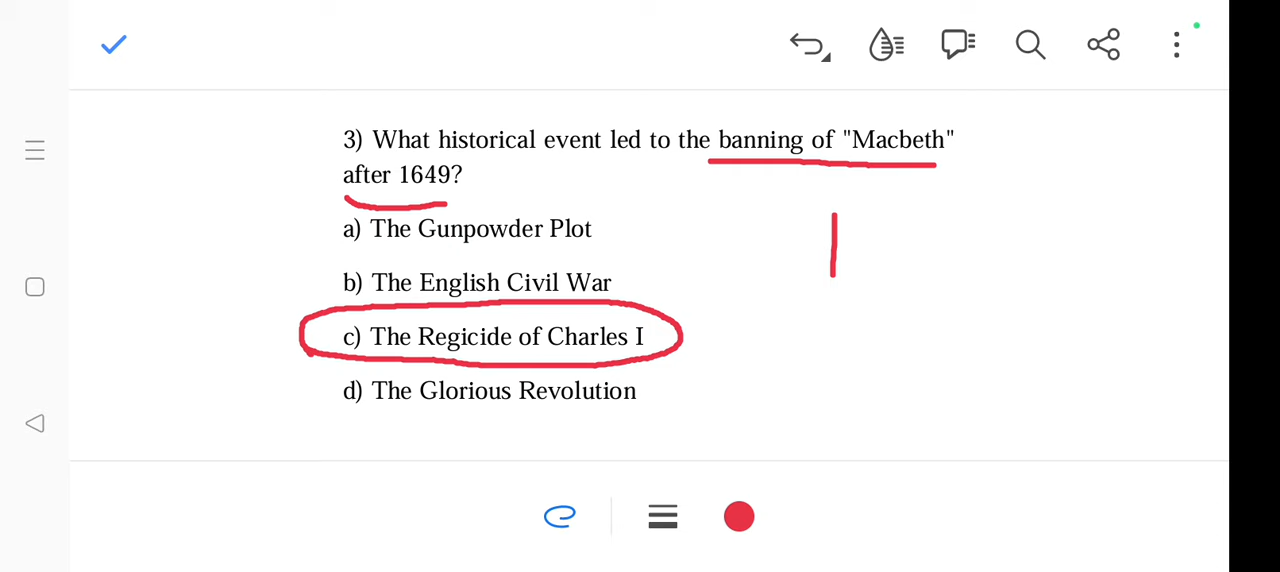 3) What historical event led to the banning of "Macbeth"
after 1649?
a) The Gunpowder Plot
b) The English Civil War
c) The Regicide of Charles I
d) The Glorious Revolution